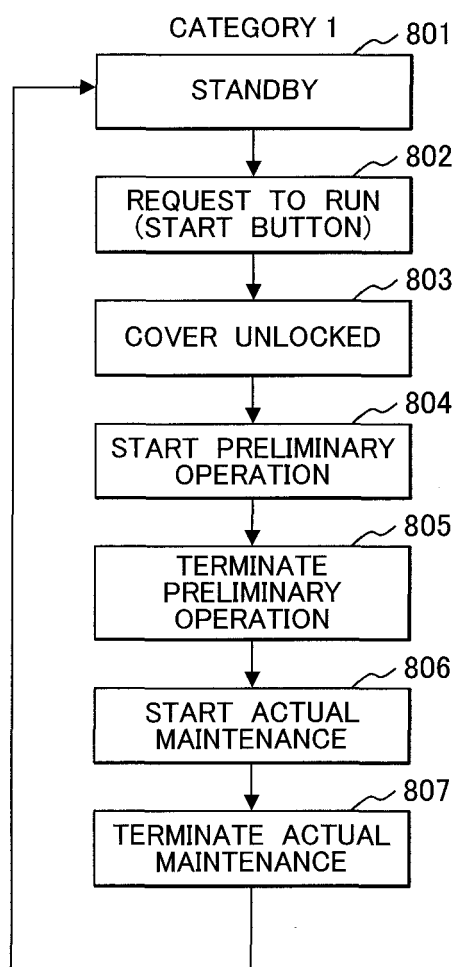 CATEGORY 1
801
STANDBY
802
REQUEST TO RUN
(START BUTTON)
803
COVER UNLOCKED
804
START PRELIMINARY
OPERATION
805
TERMINATE
PRELIMINARY
OPERATION
806
START ACTUAL
MAINTENANCE
807
TERMINATE ACTUAL
MAINTENANCE